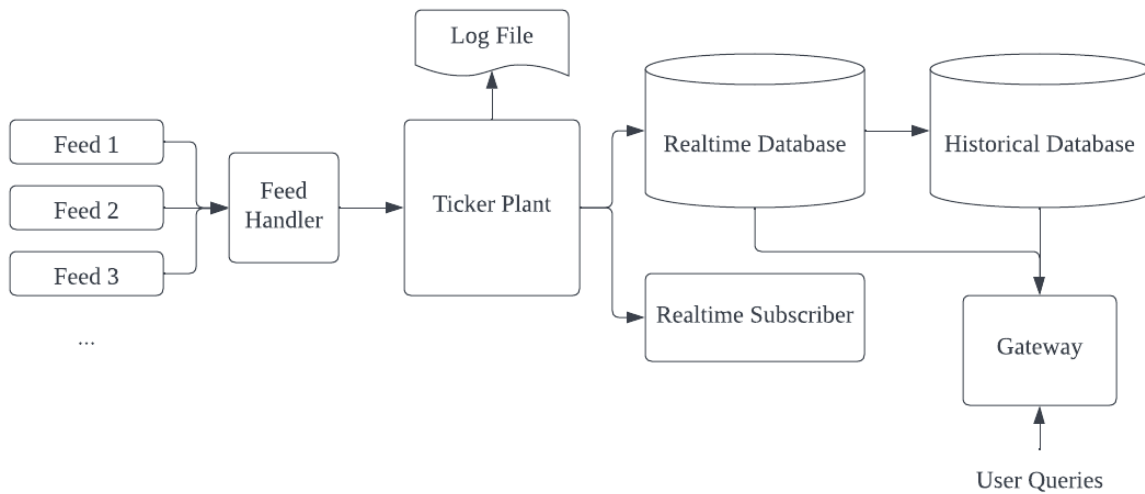 Log File
Feed 1
Feed 2
Feed 3
...
Feed
Handler
Ticker Plant
Realtime Database
Historical Database
Realtime Subscriber
Gateway
User Queries